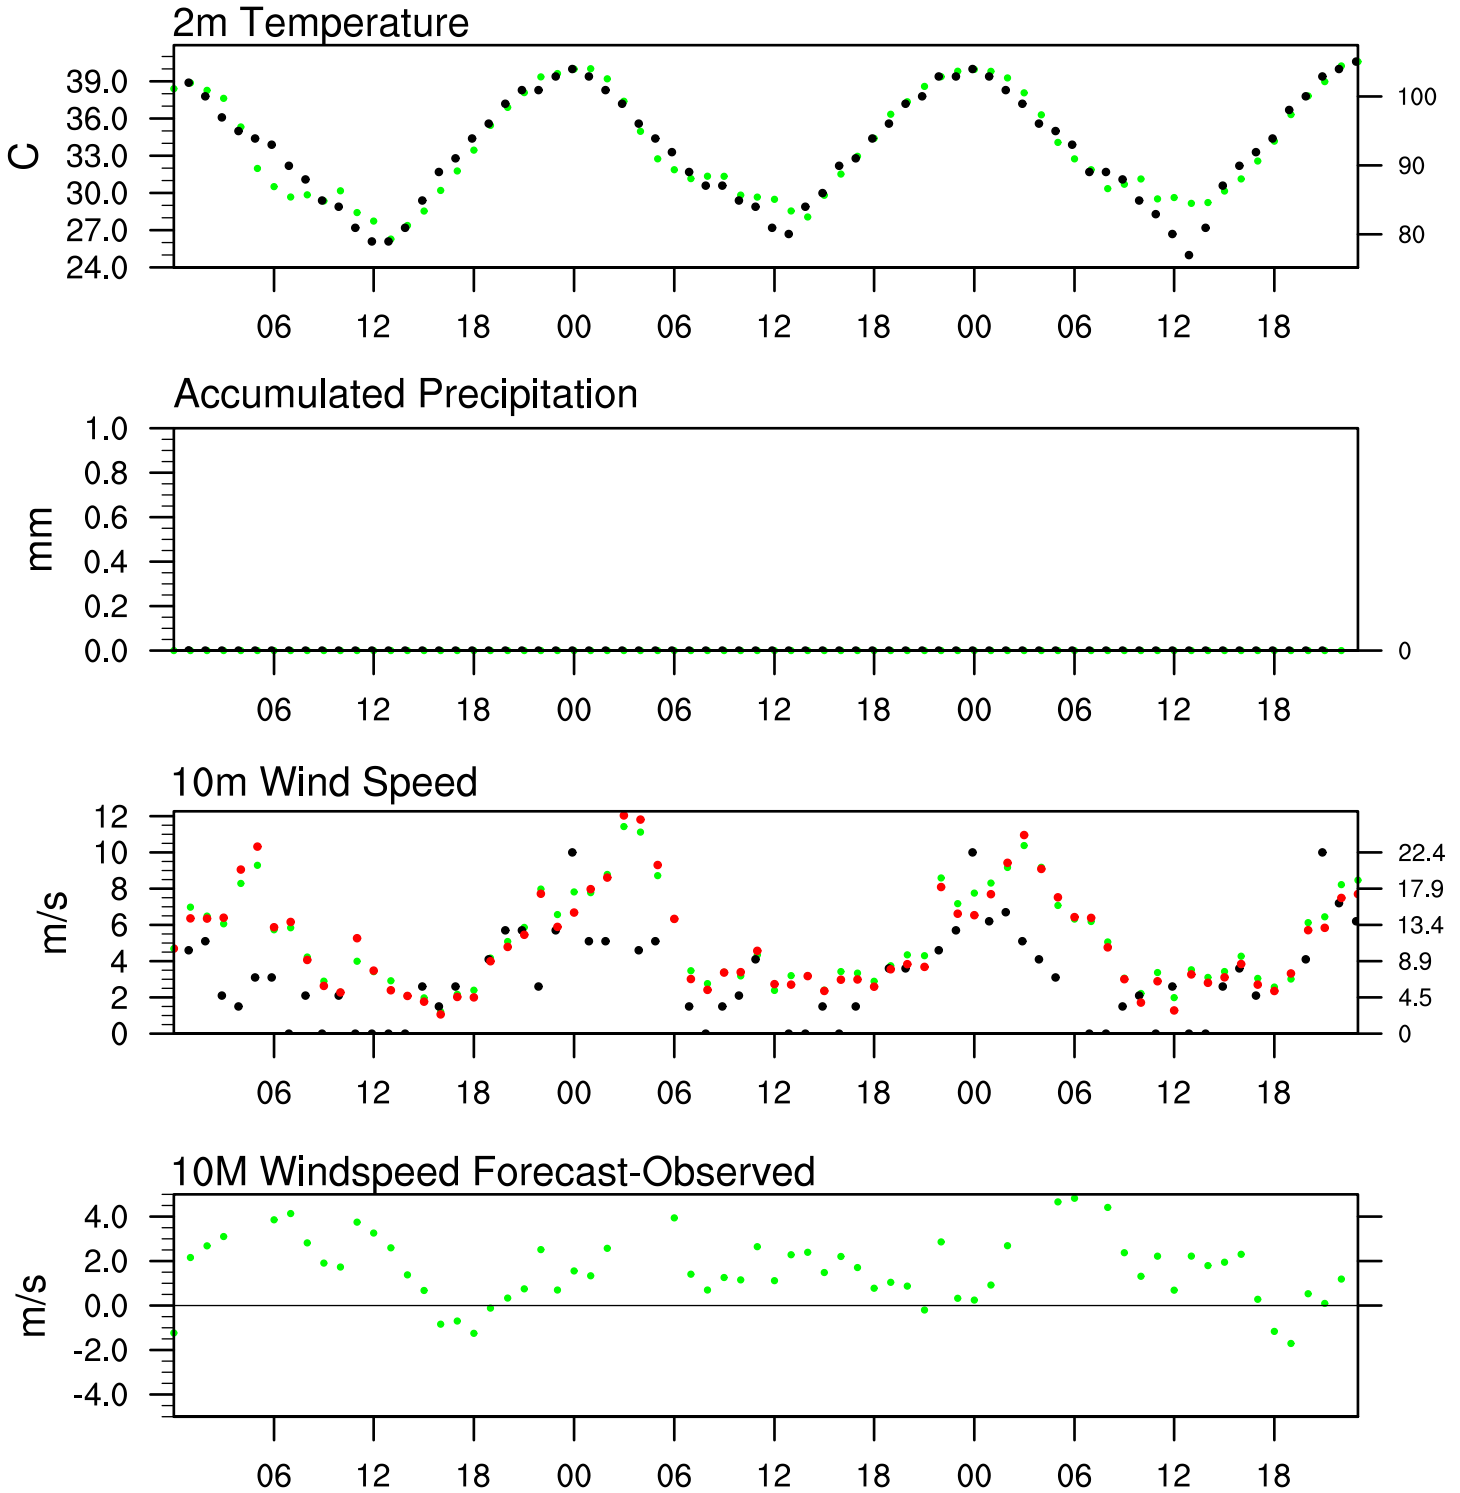 2m Temperature
39.0
36.0
33.0
30.0
27.0
24.0
C
100
90
80
06 12 18 00 06 12 18 00 06 12 18
Accumulated Precipitation
1.0
0.8
0.6
0.4
0.2
0.0
mm
0
06 12 18 00 06 12 18 00 06 12 18
10m Wind Speed
12
10
8
6
4
2
0
m/s
22.4
17.9
13.4
8.9
4.5
0
06 12 18 00 06 12 18 00 06 12 18
10M Windspeed Forecast-Observed
4.0
2.0
0.0
-2.0
-4.0
m/s
06 12 18 00 06 12 18 00 06 12 18